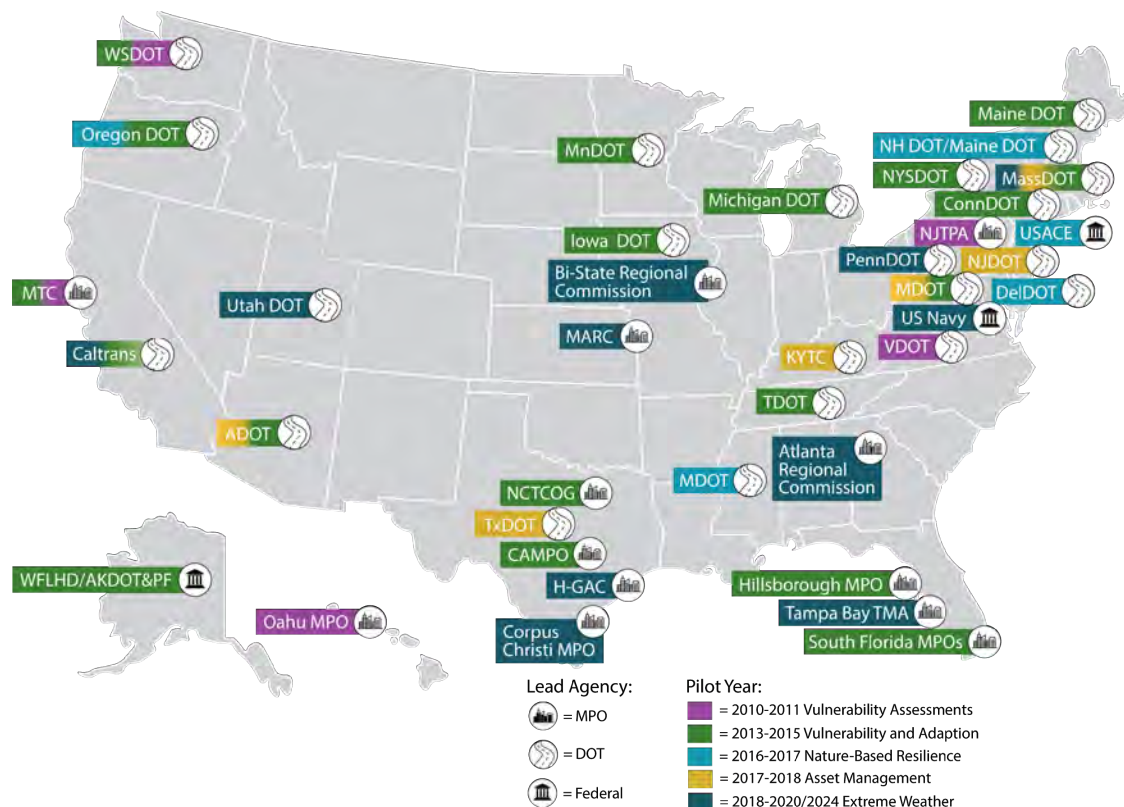 WSDOT
Oregon DOT
MnDOT
Maine DOT
NH DOT/Maine DOT
NYSDOT
MassDOT
Michigan DOT
ConnDOT
Iowa DOT
NJTPA
USACE
Bi-State Regional
Commission
PennDOT
NJDOT
MTC
Utah DOT
MDOT
DelDOT
US Navy
MARC
Caltrans
KYTC
VDOT
TDOT
ADOT
Atlanta
Regional
Commission
MDOT
NCTCOG
TxDOT
CAMPO
WFLHD/AKDOT&PF
H-GAC
Hillsborough MPO
Tampa Bay TMA
Oahu MPO
Corpus
Christi MPO
South Florida MPOs
Lead Agency:
= MPO
= DOT
= Federal
Pilot Year:
= 2010-2011 Vulnerability Assessments
= 2013-2015 Vulnerability and Adaption
= 2016-2017 Nature-Based Resilience
= 2017-2018 Asset Management
= 2018-2020/2024 Extreme Weather